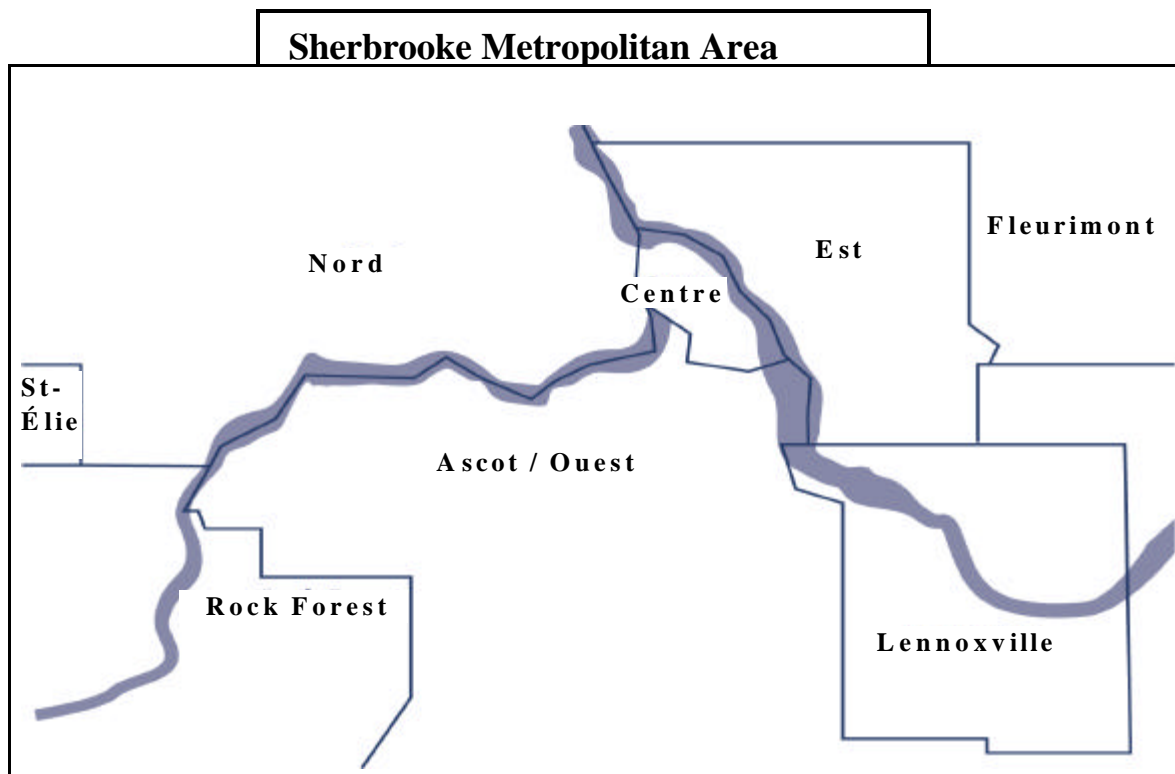 Sherbrooke Metropolitan Area
Fleurimont
Est
Nord
Centre
St-
Élie
Ascot / Ouest
Rock Forest
Lennoxville